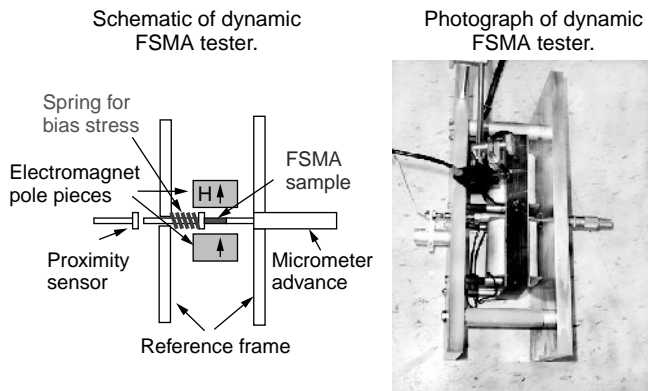 Schematic of dynamic
FSMA tester.
Spring for
bias stress
Electromagnet
pole pieces
H
FSMA
sample
Proximity
sensor
Micrometer
advance
Reference frame
Photograph of dynamic
FSMA tester.